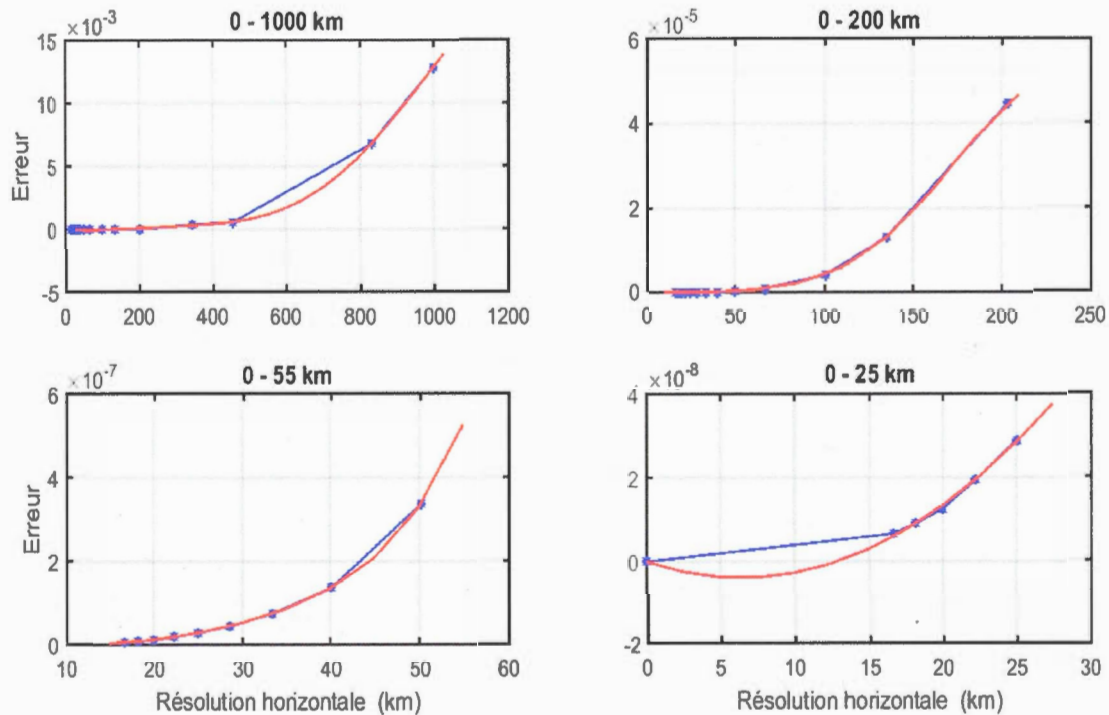 ×10⁻³
0 - 1000 km
15
10
5
0
-5
Erreur
0 200 400 600 800 1000 1200
×10⁻⁵
0 - 200 km
6
4
2
0
0 50 100 150 200 250
×10⁻⁷
0 - 55 km
6
4
2
0
Erreur
10 20 30 40 50 60
Résolution horizontale (km)
×10⁻⁸
0 - 25 km
4
2
0
-2
0 5 10 15 20 25 30
Résolution horizontale (km)